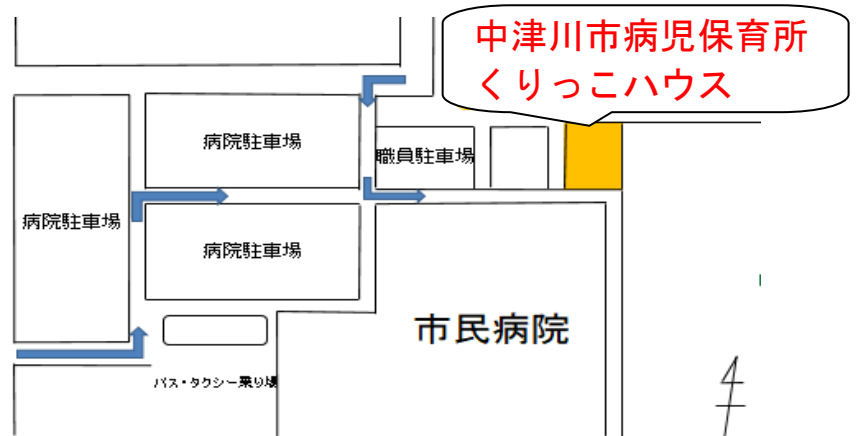 中津川市病児保育所
くりっこハウス
病院駐車場
職員駐車場
病院駐車場
病院駐車場
市民病院
バス・タクシー乗り場